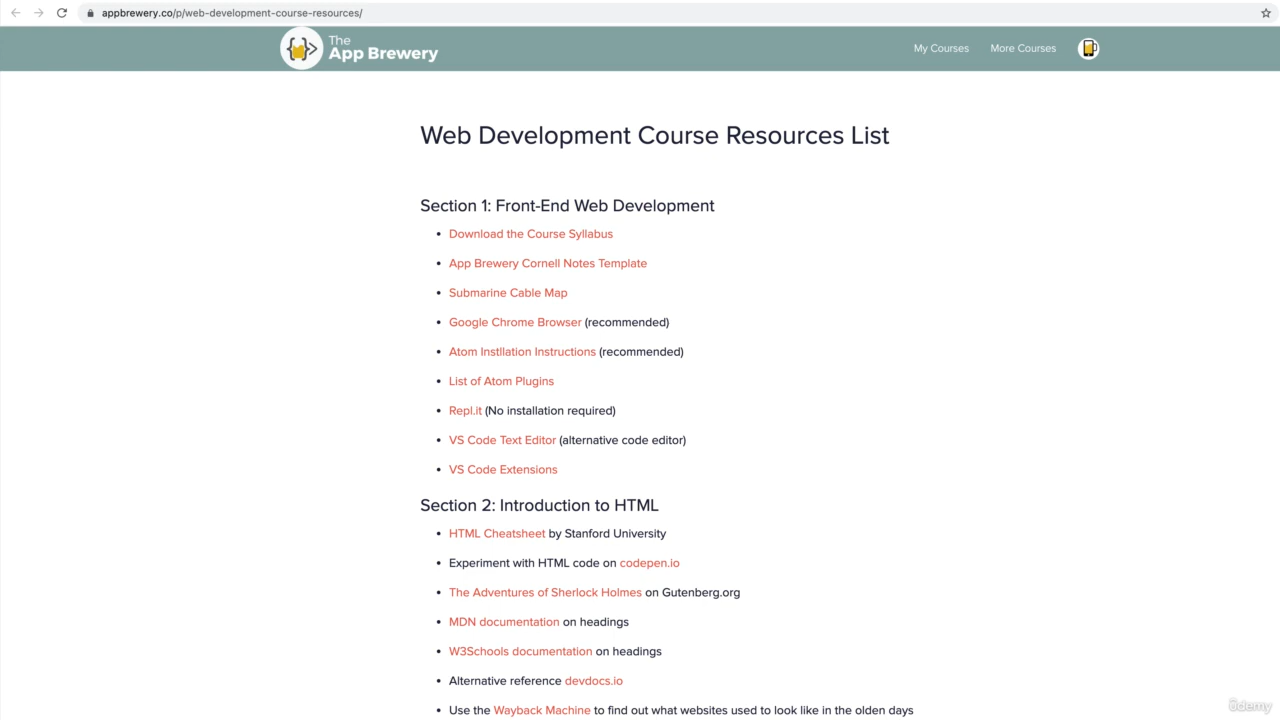 appbrewery.co/p/web-development-course-resources/
The
App Brewery
My Courses
More Courses
Web Development Course Resources List
Section 1: Front-End Web Development
• Download the Course Syllabus
• App Brewery Cornell Notes Template
• Submarine Cable Map
• Google Chrome Browser (recommended)
• Atom Instllation Instructions (recommended)
• List of Atom Plugins
• Repl.it (No installation required)
• VS Code Text Editor (alternative code editor)
• VS Code Extensions
Section 2: Introduction to HTML
• HTML Cheatsheet by Stanford University
• Experiment with HTML code on codepen.io
• The Adventures of Sherlock Holmes on Gutenberg.org
• MDN documentation on headings
• W3Schools documentation on headings
• Alternative reference devdocs.io
• Use the Wayback Machine to find out what websites used to look like in the olden days
ûdemy